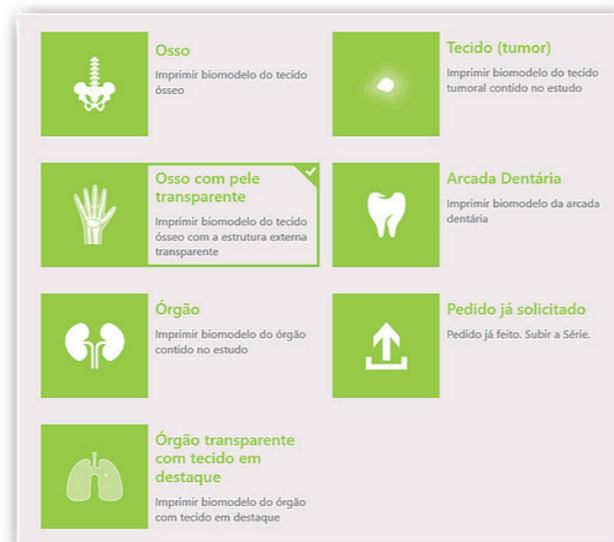 Osso
Imprimir biomodelo do tecido
ósseo
Tecido (tumor)
Imprimir biomodelo do tecido
tumoral contido no estudo
Osso com pele
transparente
Imprimir biomodelo do tecido
ósseo com a estrutura externa
transparente
Arcada Dentária
Imprimir biomodelo da arcada
dentária
Órgão
Imprimir biomodelo do órgão
contido no estudo
Pedido já solicitado
Pedido já feito. Subir a Série.
Órgão transparente
com tecido em
destaque
Imprimir biomodelo do órgão
com tecido em destaque